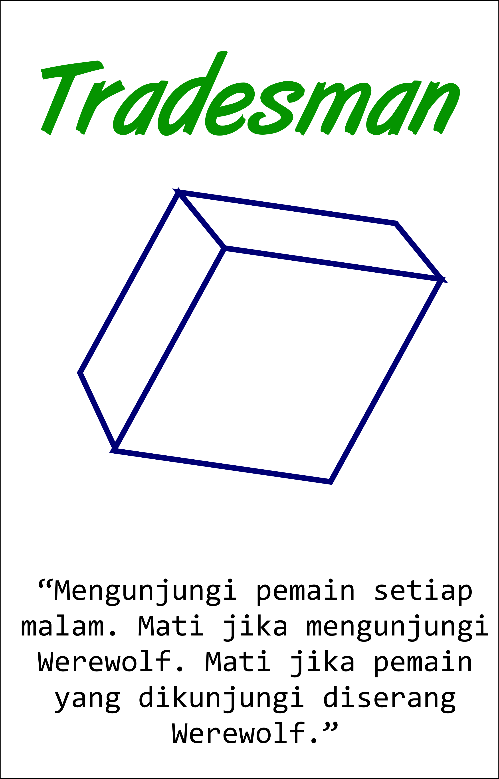 Tradesman
“Mengunjungi pemain setiap
malam. Mati jika mengunjungi
Werewolf. Mati jika pemain
yang dikunjungi diserang
Werewolf.”